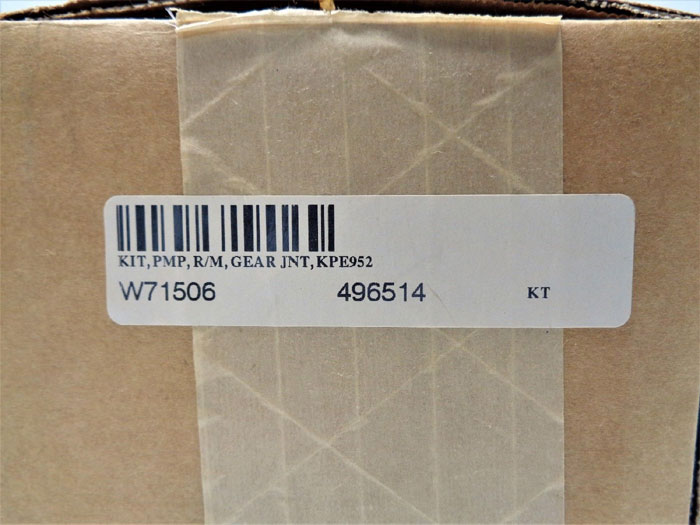 KIT,PMP,R/M,GEAR JNT,KPE952
W71506 496514 KT